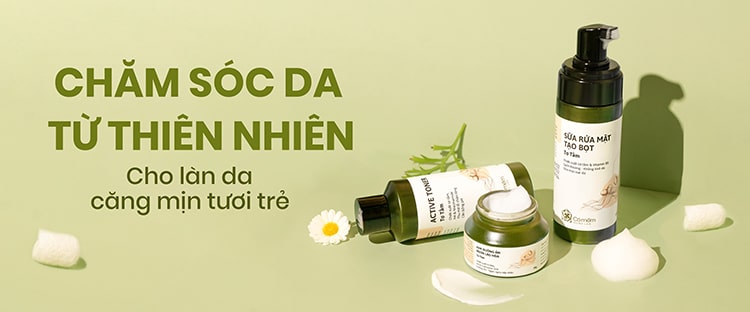 CHĂM SÓC DA
TỪ THIÊN NHIÊN
Cho làn da
căng mịn tươi trẻ
ACTIVE TONER
Tơ Tằm
SỮA RỬA MẶT
TẠO BỌT
Tơ Tằm
Cỏ mềm